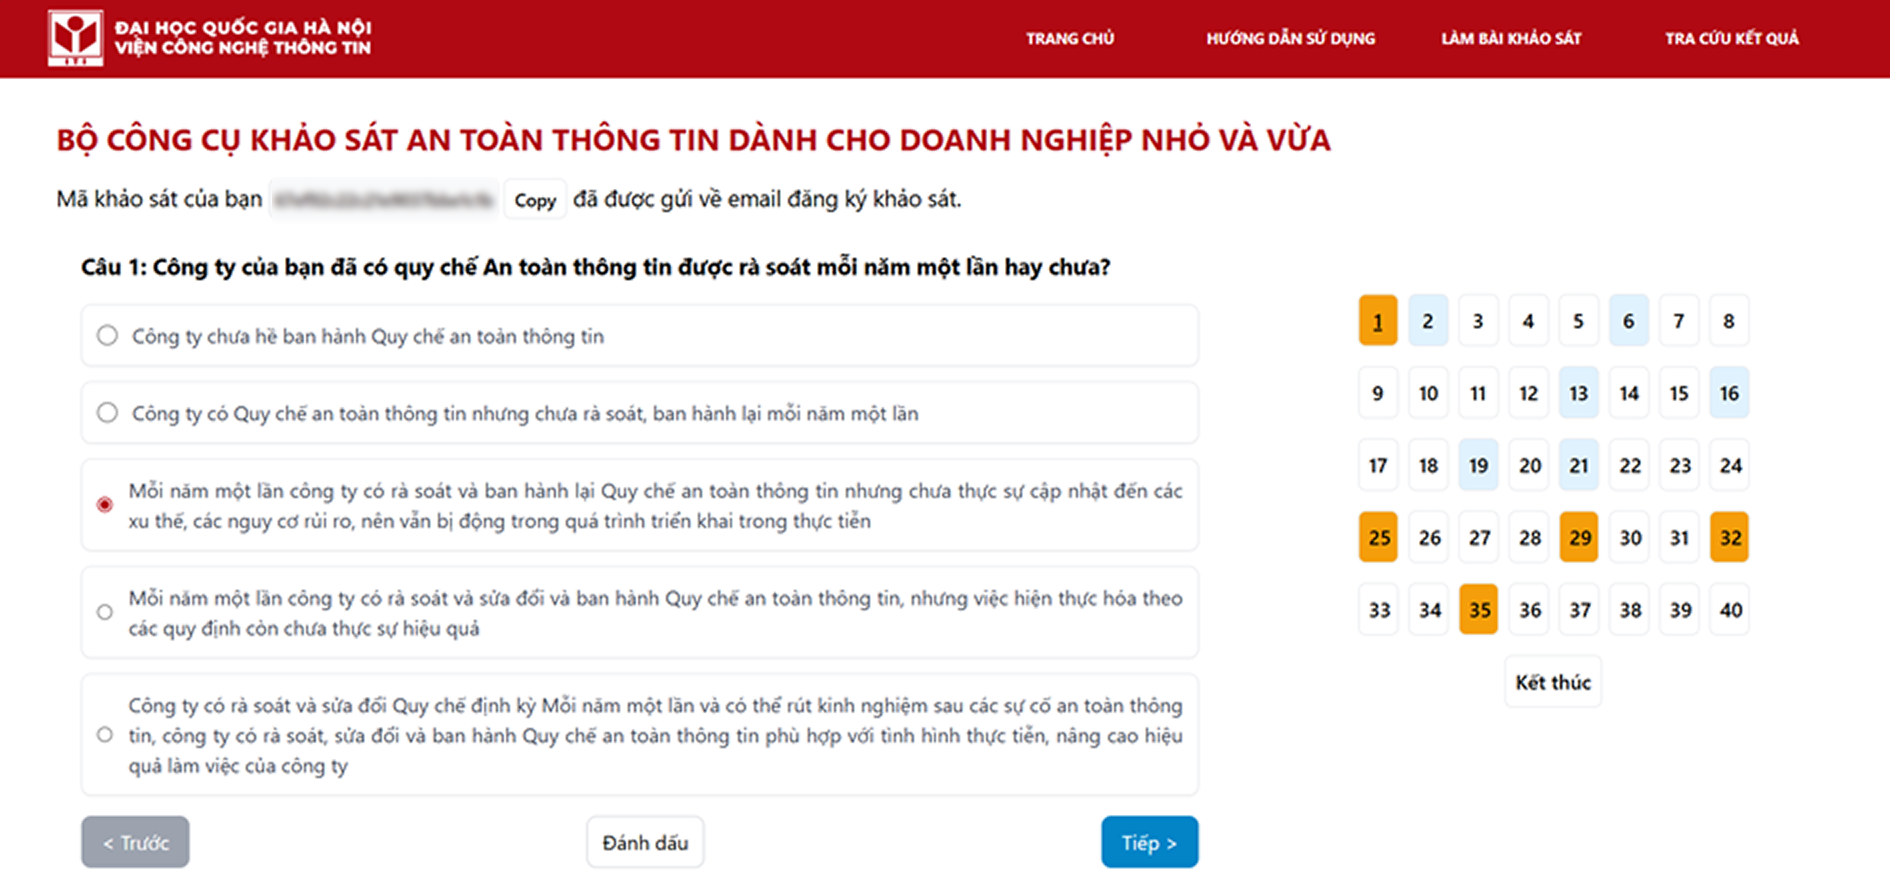 ĐẠI HỌC QUỐC GIA HÀ NỘI
VIỆN CÔNG NGHỆ THÔNG TIN
ITI
TRANG CHỦ
HƯỚNG DẪN SỬ DỤNG
LÀM BÀI KHẢO SÁT
TRA CỨU KẾT QUẢ
BỘ CÔNG CỤ KHẢO SÁT AN TOÀN THÔNG TIN DÀNH CHO DOANH NGHIỆP NHỎ VÀ VỪA
Mã khảo sát của bạn Copy đã được gửi về email đăng ký khảo sát.
Câu 1: Công ty của bạn đã có quy chế An toàn thông tin được rà soát mỗi năm một lần hay chưa?
Công ty chưa hề ban hành Quy chế an toàn thông tin
Công ty có Quy chế an toàn thông tin nhưng chưa rà soát, ban hành lại mỗi năm một lần
Mỗi năm một lần công ty có rà soát và ban hành lại Quy chế an toàn thông tin nhưng chưa thực sự cập nhật đến các
xu thế, các nguy cơ rủi ro, nên vẫn bị động trong quá trình triển khai trong thực tiễn
Mỗi năm một lần công ty có rà soát và sửa đổi và ban hành Quy chế an toàn thông tin, nhưng việc hiện thực hóa theo
các quy định còn chưa thực sự hiệu quả
Công ty có rà soát và sửa đổi Quy chế định kỳ Mỗi năm một lần và có thể rút kinh nghiệm sau các sự cố an toàn thông
tin, công ty có rà soát, sửa đổi và ban hành Quy chế an toàn thông tin phù hợp với tình hình thực tiễn, nâng cao hiệu
quả làm việc của công ty
< Trước
Đánh dấu
Tiếp >
1 2 3 4 5 6 7 8
9 10 11 12 13 14 15 16
17 18 19 20 21 22 23 24
25 26 27 28 29 30 31 32
33 34 35 36 37 38 39 40
Kết thúc